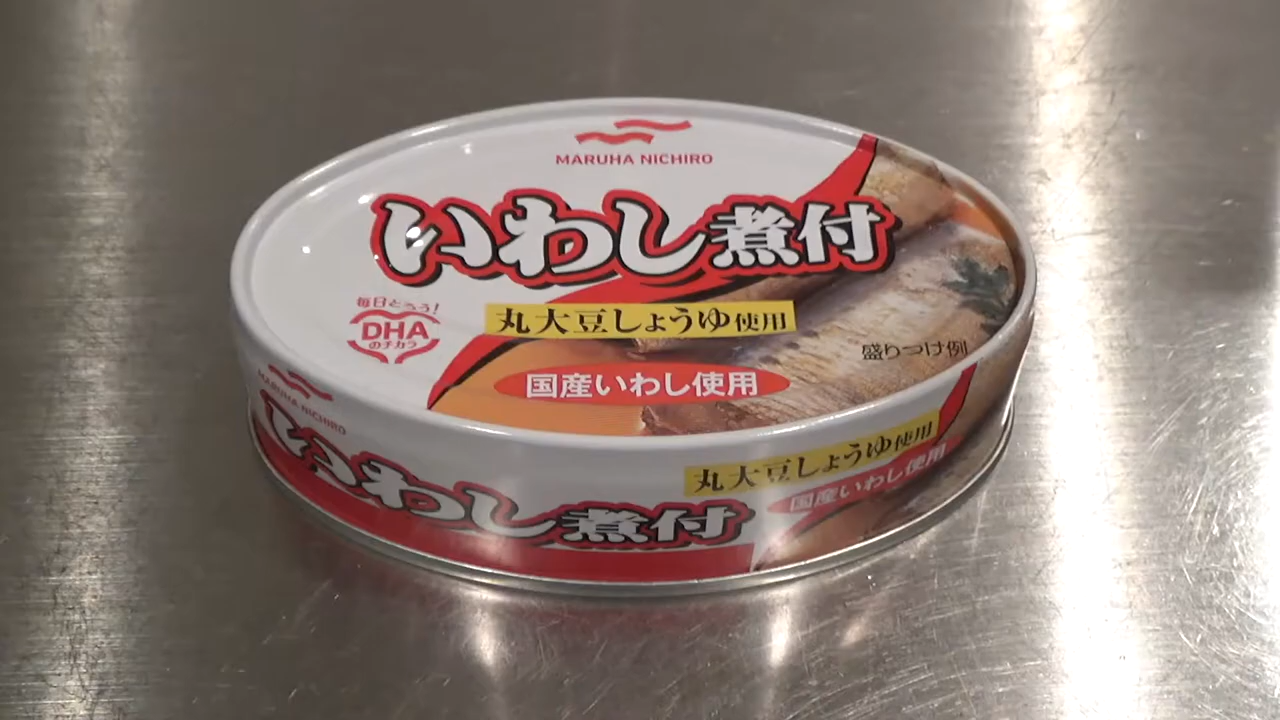 MARUHA NICHIRO
いわし煮付
毎日とろう!
DHA
のチカラ
丸大豆しょうゆ使用
国産いわし使用
盛りつけ例
MARUHA NICHIRO
いわし煮付
丸大豆しょうゆ使用
国産いわし使用